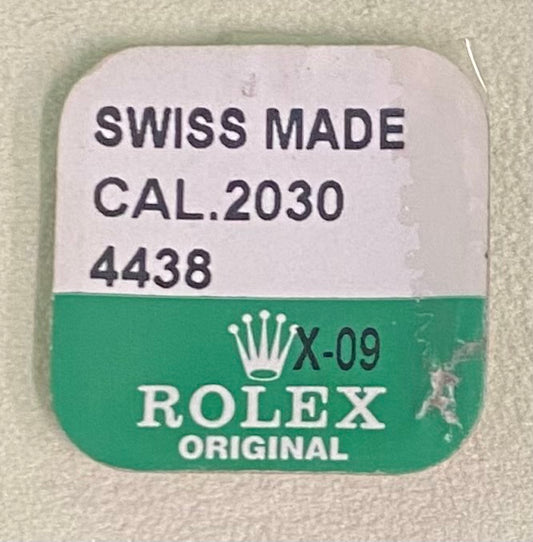 SWISS MADE
CAL.2030
4438
X-09
ROLEX
ORIGINAL